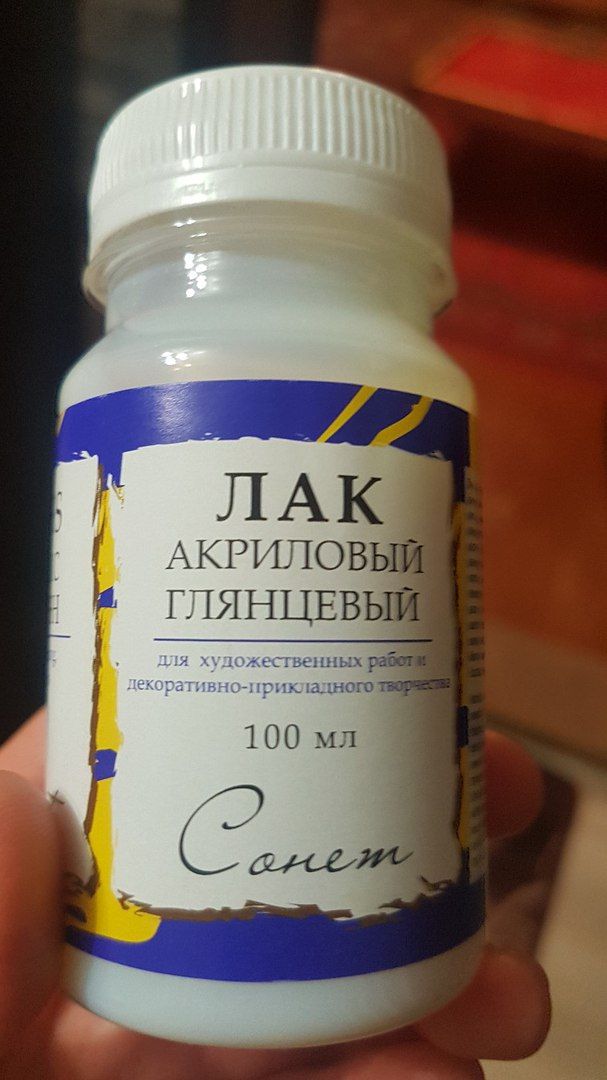 ЛАК
АКРИЛОВЫЙ
ГЛЯНЦЕВЫЙ
для художественных работ и
декоративно-прикладного творчества
100 мл
Сонет